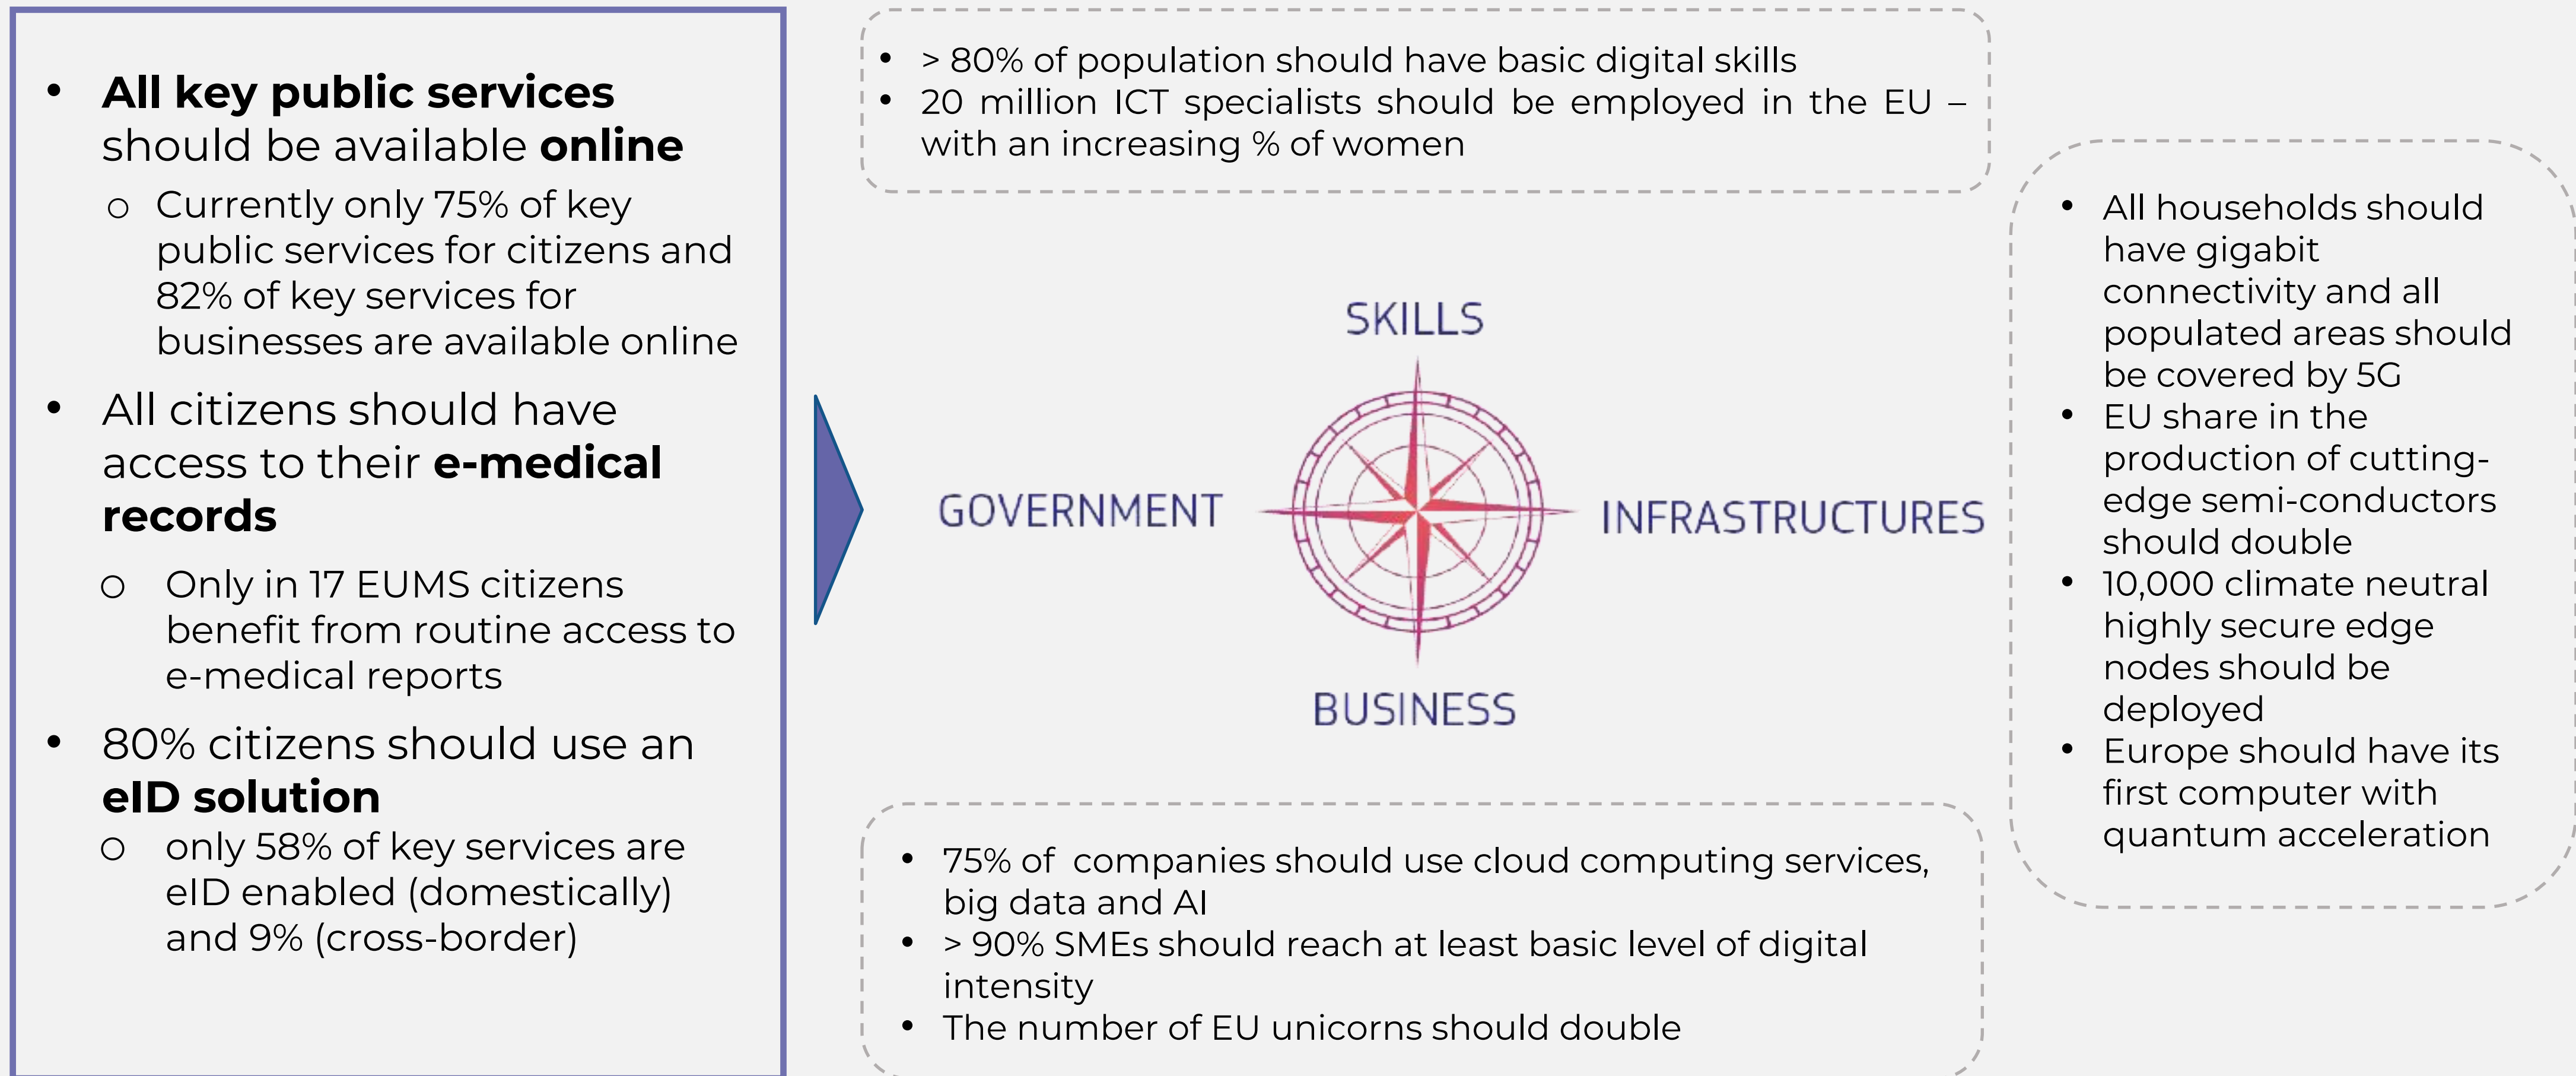 • All key public services
should be available online
o Currently only 75% of key
public services for citizens and
82% of key services for
businesses are available online
• All citizens should have
access to their e-medical
records
o Only in 17 EUMS citizens
benefit from routine access to
e-medical reports
• 80% citizens should use an
eID solution
o only 58% of key services are
eID enabled (domestically)
and 9% (cross-border)
• > 80% of population should have basic digital skills
• 20 million ICT specialists should be employed in the EU –
with an increasing % of women
SKILLS
GOVERNMENT
INFRASTRUCTURES
BUSINESS
• 75% of  companies should use cloud computing services,
big data and AI
• > 90% SMEs should reach at least basic level of digital
intensity
• The number of EU unicorns should double
• All households should
have gigabit
connectivity and all
populated areas should
be covered by 5G
• EU share in the
production of cutting-
edge semi-conductors
should double
• 10,000 climate neutral
highly secure edge
nodes should be
deployed
• Europe should have its
first computer with
quantum acceleration